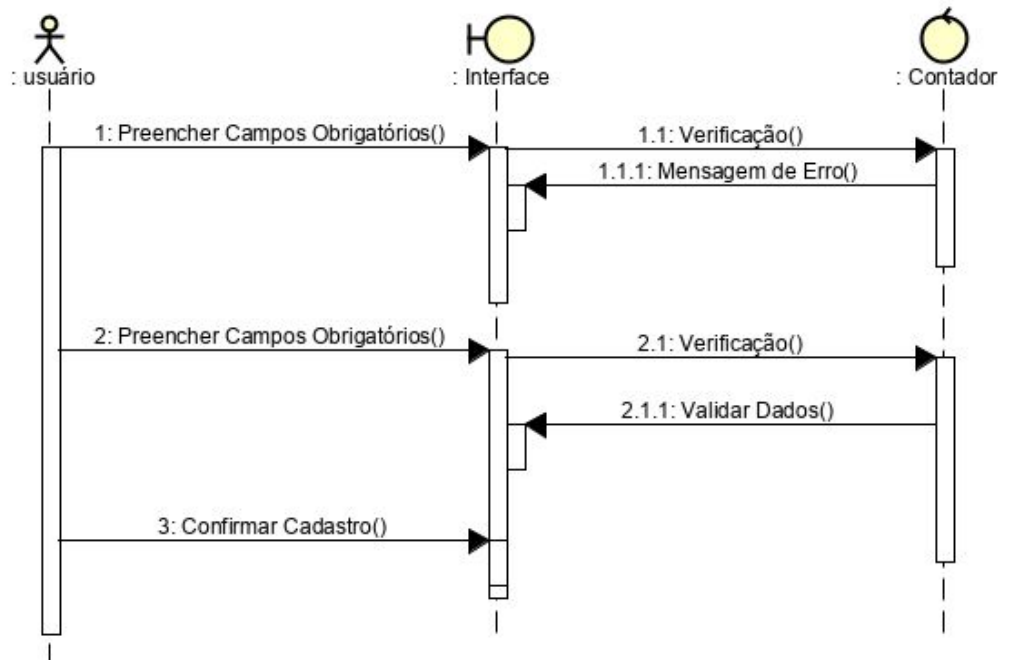 : usuário
: Interface
: Contador
1: Preencher Campos Obrigatórios()
1.1: Verificação()
1.1.1: Mensagem de Erro()
2: Preencher Campos Obrigatórios()
2.1: Verificação()
2.1.1: Validar Dados()
3: Confirmar Cadastro()